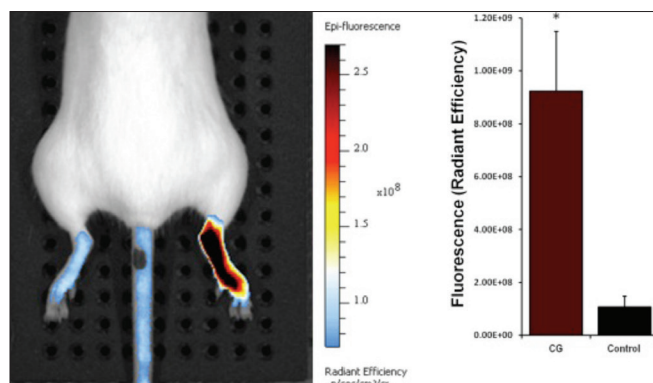 Epi-fluorescence
2.5
2.0
x10⁸
1.5
1.0
Radiant Efficiency
*
1.20E+09
1.00E+09
8.00E+08
6.00E+08
4.00E+08
2.00E+08
0.00E+00
Fluorescence (Radiant Efficiency)
CG
Control